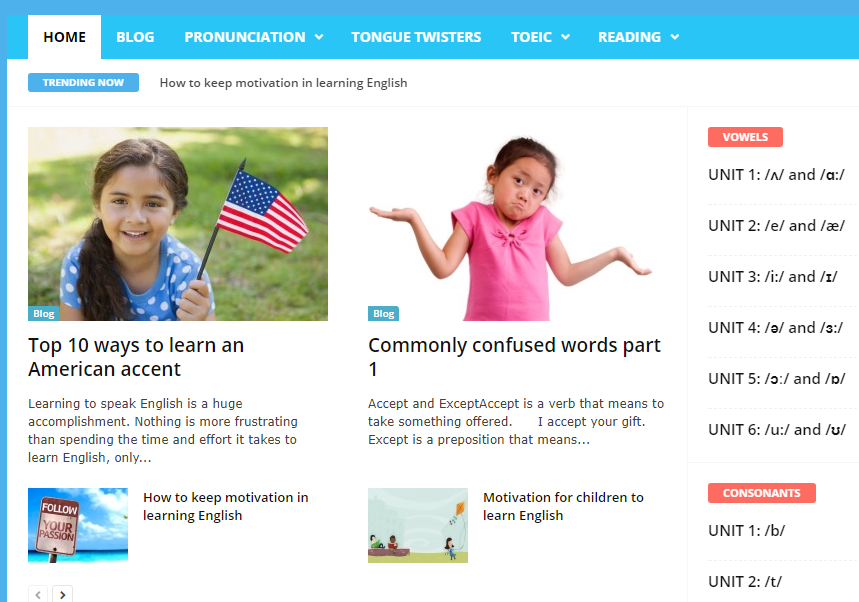 HOME BLOG PRONUNCIATION TONGUE TWISTERS TOEIC READING
TRENDING NOW How to keep motivation in learning English
Blog
Top 10 ways to learn an
American accent
Learning to speak English is a huge
accomplishment. Nothing is more frustrating
than spending the time and effort it takes to
learn English, only...
Blog
Commonly confused words part
1
Accept and ExceptAccept is a verb that means to
take something offered. I accept your gift.
Except is a preposition that means...
FOLLOW
YOUR
PASSION
How to keep motivation in
learning English
Motivation for children to
learn English
VOWELS
UNIT 1: /ʌ/ and /ɑː/
UNIT 2: /e/ and /æ/
UNIT 3: /iː/ and /ɪ/
UNIT 4: /ə/ and /ɜː/
UNIT 5: /ɔː/ and /ɒ/
UNIT 6: /uː/ and /ʊ/
CONSONANTS
UNIT 1: /b/
UNIT 2: /t/